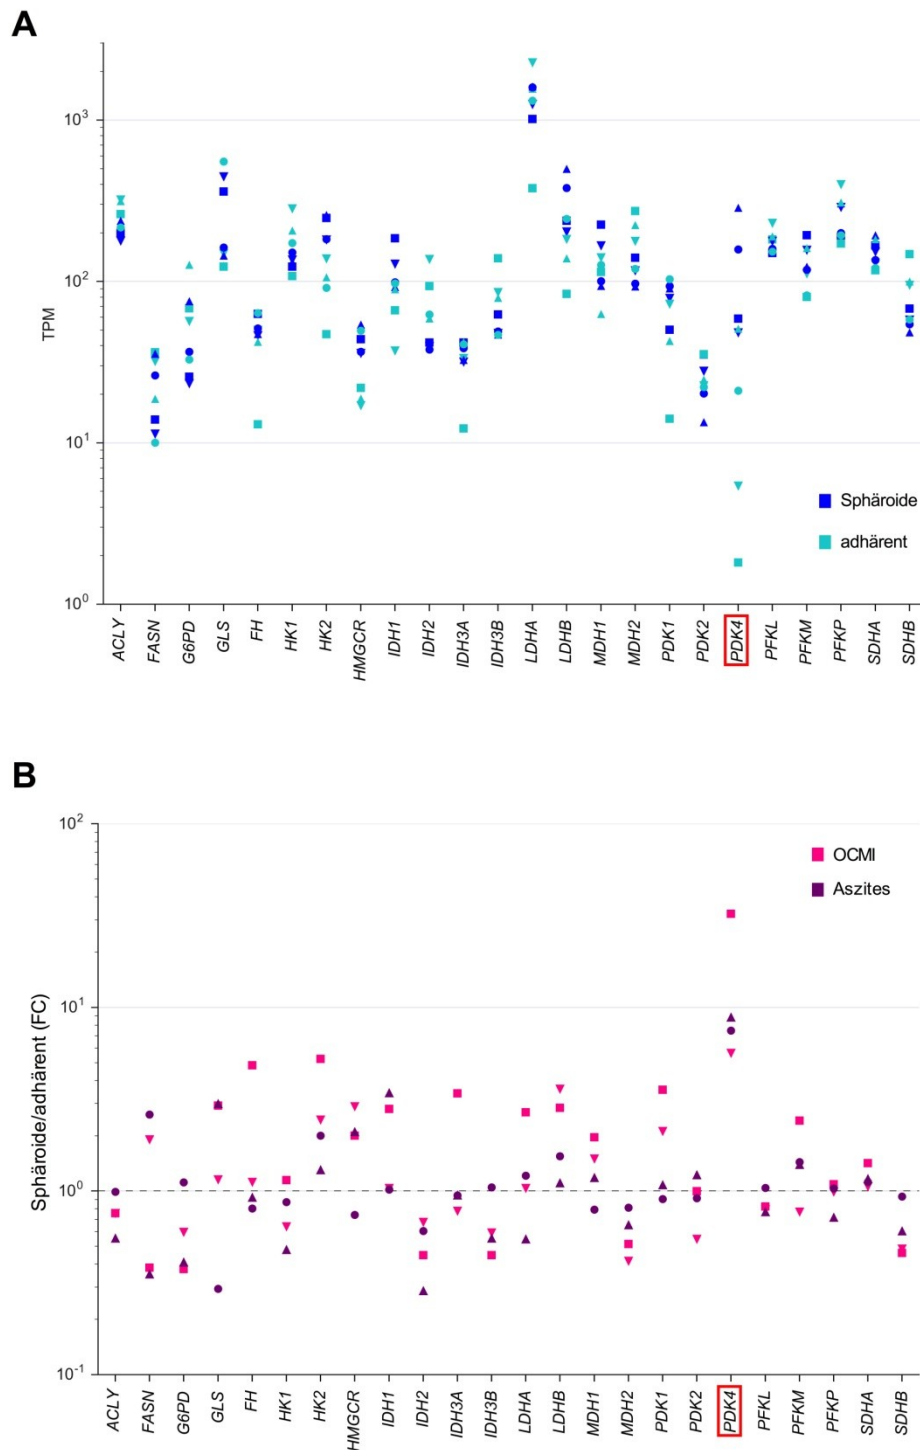 A
TPM
10³
10²
10¹
10⁰
Sphäroide
adhärent
ACLY
FASN
G6PD
GLS
FH
HK1
HK2
HMGCR
IDH1
IDH2
IDH3A
IDH3B
LDHA
LDHB
MDH1
MDH2
PDK1
PDK2
PDK4
PFKL
PFKM
PFKP
SDHA
SDHB
B
Sphäroide/adhärent (FC)
10²
10¹
10⁰
10⁻¹
OCMI
Aszites
ACLY
FASN
G6PD
GLS
FH
HK1
HK2
HMGCR
IDH1
IDH2
IDH3A
IDH3B
LDHA
LDHB
MDH1
MDH2
PDK1
PDK2
PDK4
PFKL
PFKM
PFKP
SDHA
SDHB